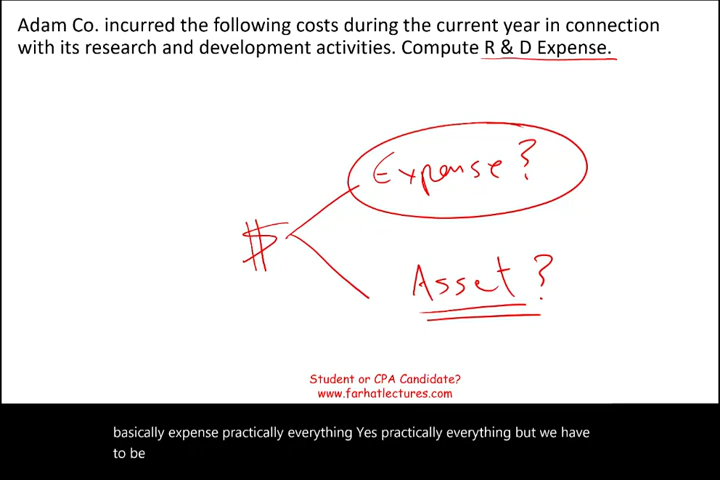 Adam Co. incurred the following costs during the current year in connection
with its research and development activities. Compute R & D Expense.
Expense?
$
Asset?
Student or CPA Candidate?
www.farhatlectures.com
basically expense practically everything Yes practically everything but we have
to be